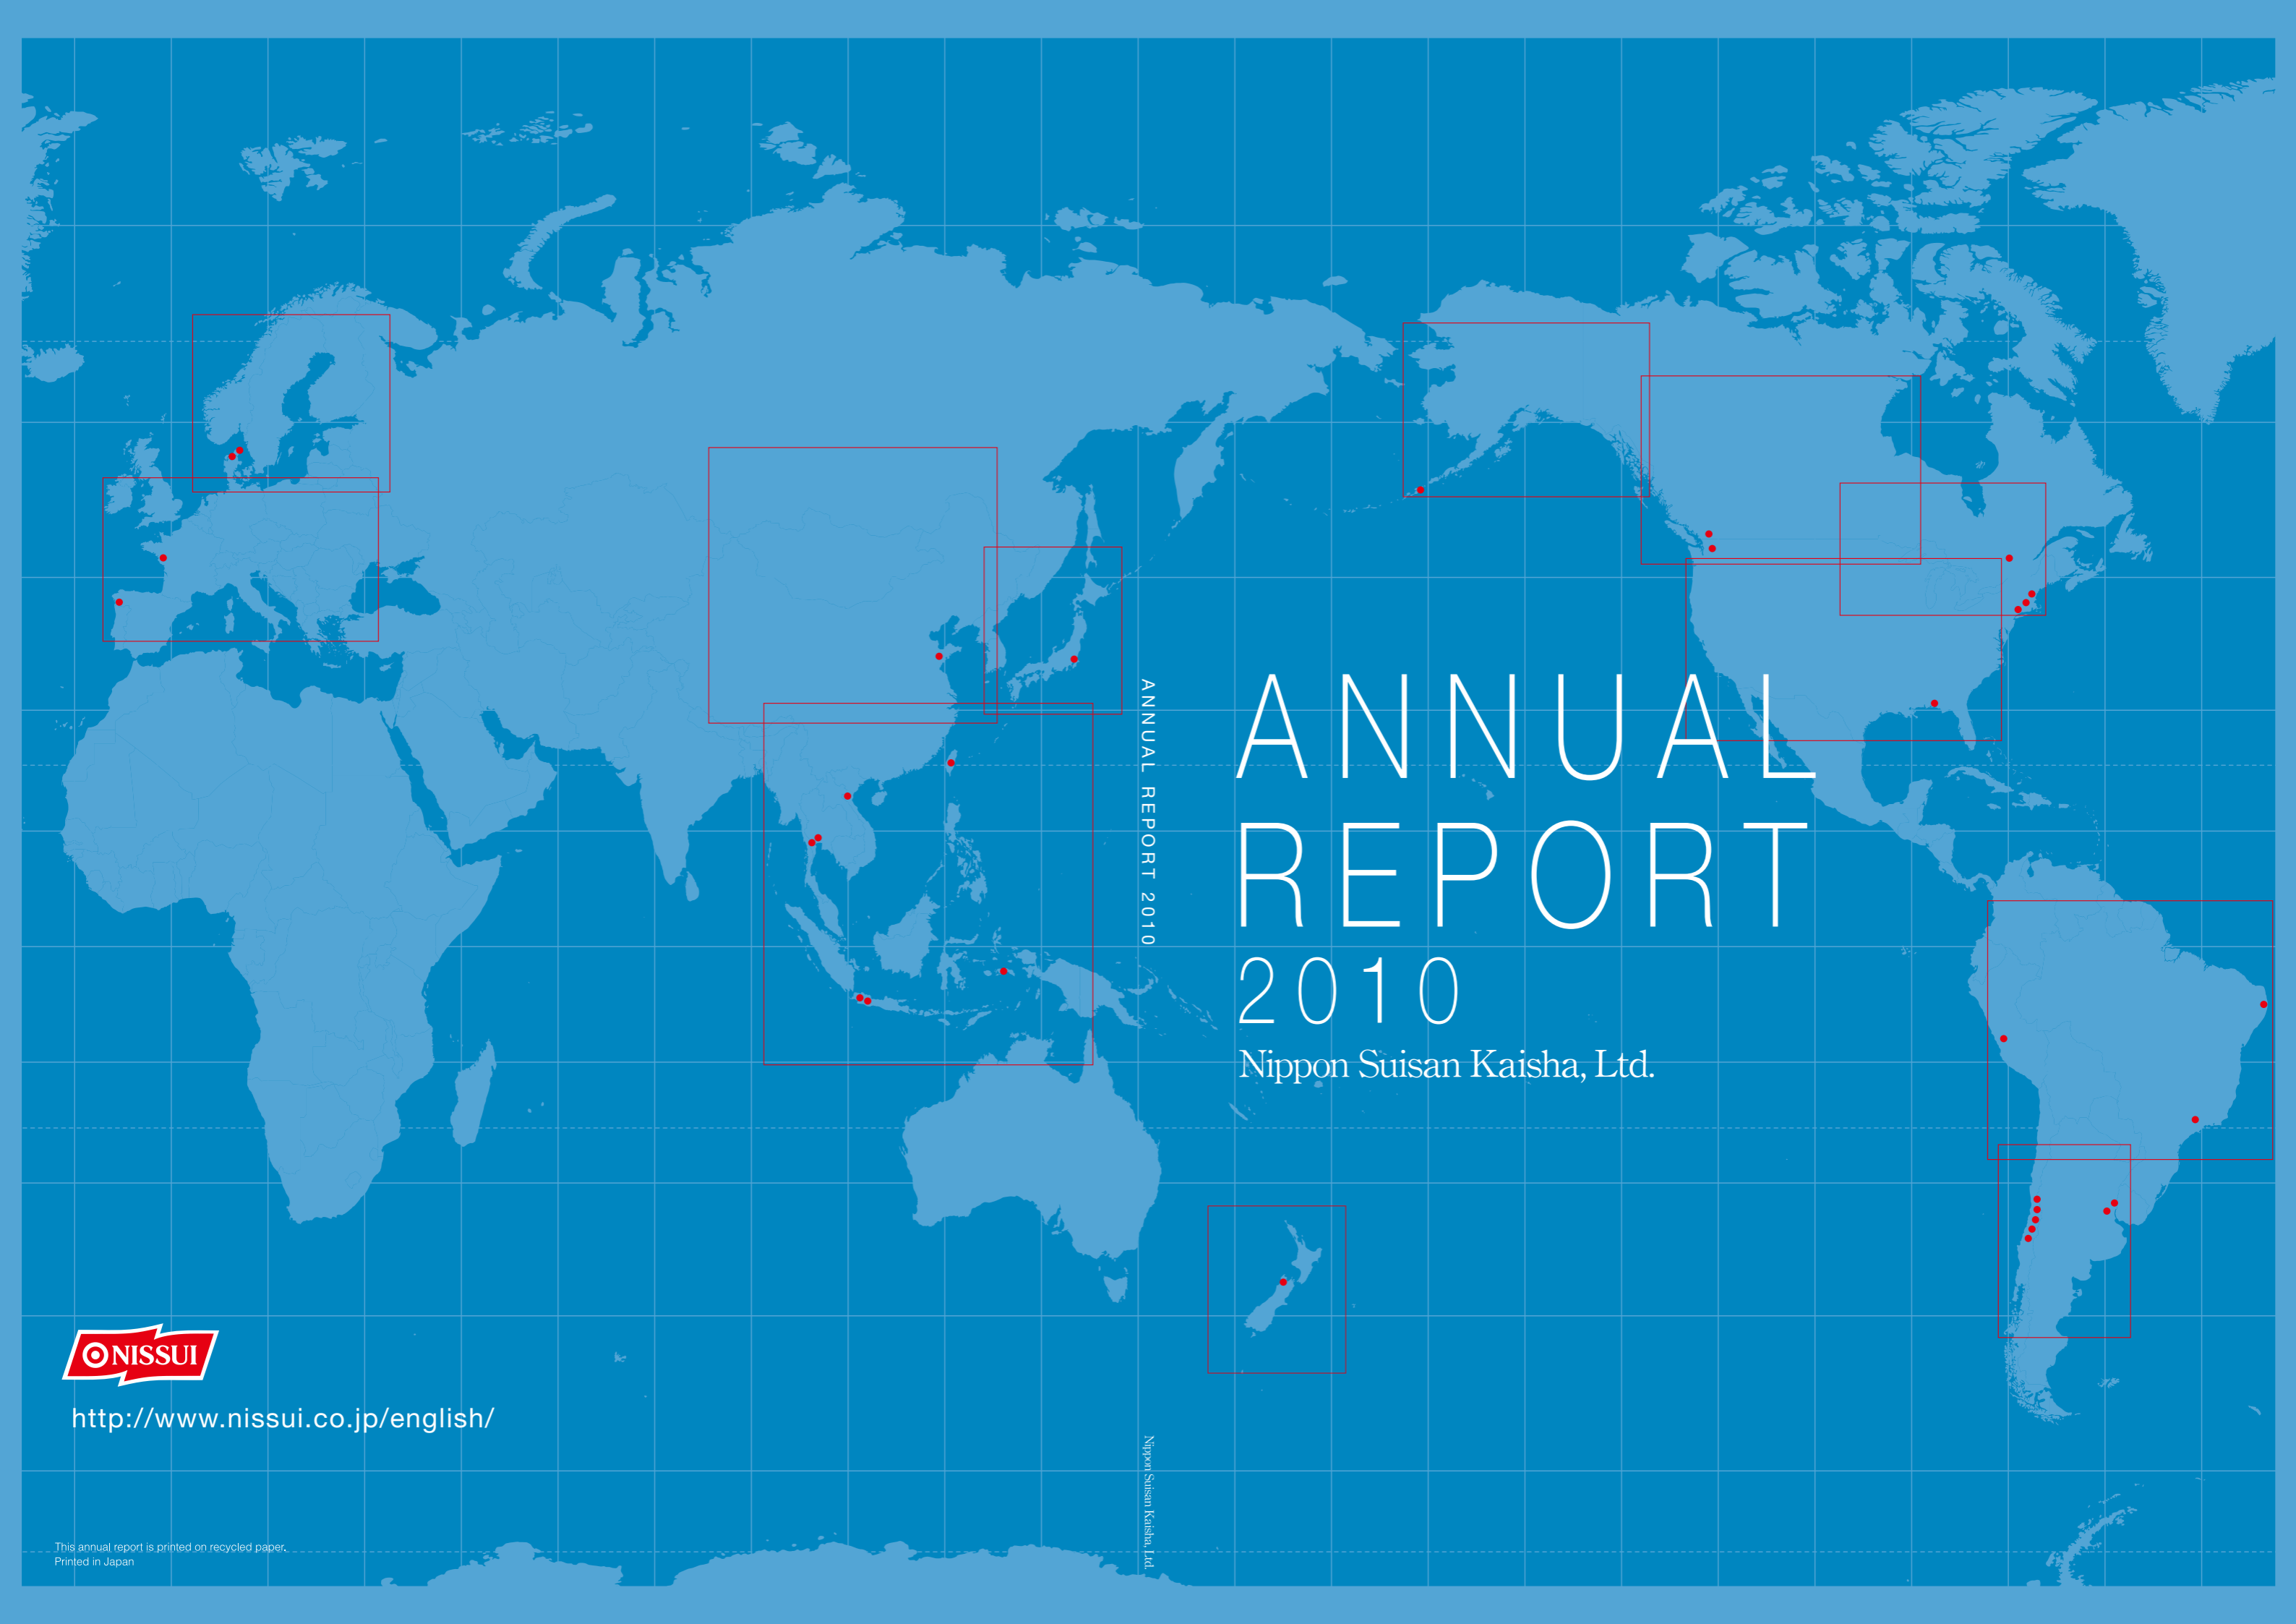 ANNUAL
REPORT
2010
Nippon Suisan Kaisha, Ltd.
ANNUAL REPORT 2010
Nippon Suisan Kaisha, Ltd.
NISSUI
http://www.nissui.co.jp/english/
This annual report is printed on recycled paper.
Printed in Japan